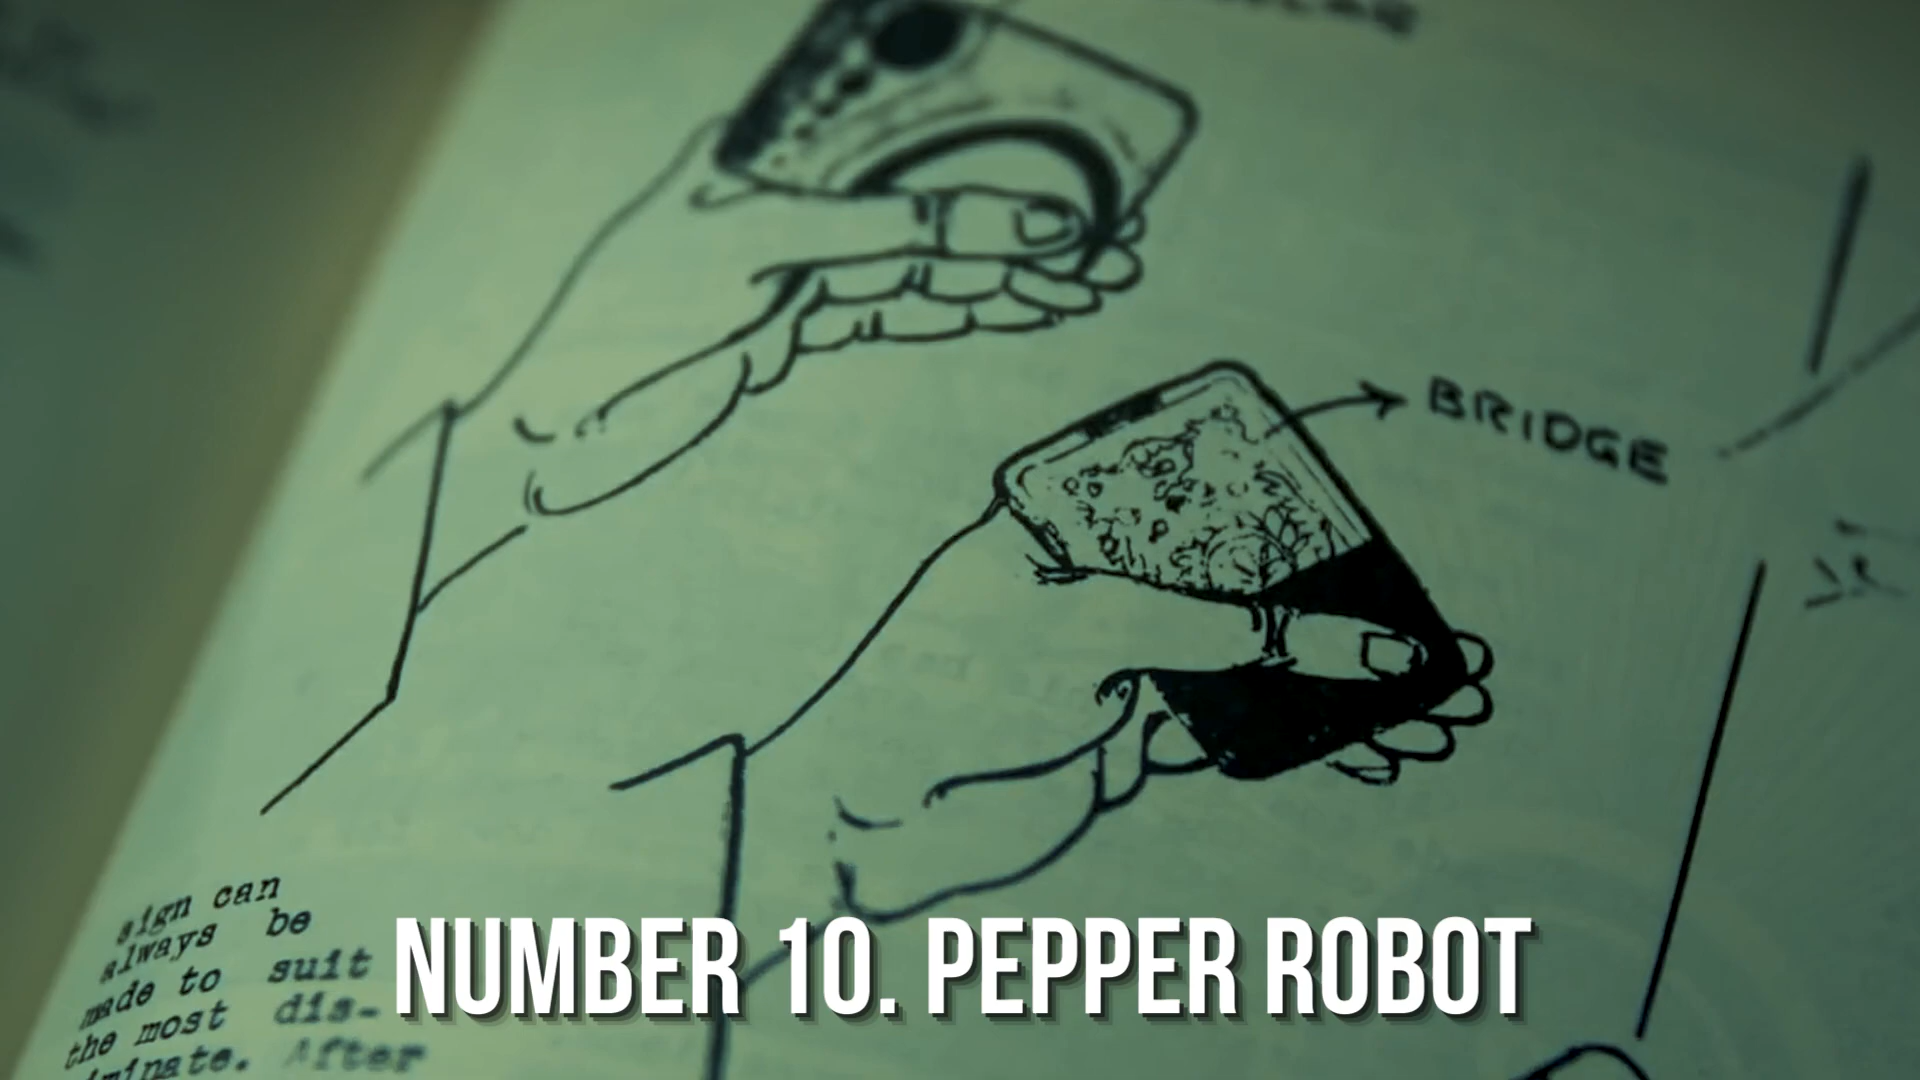 BRIDGE
sign can
always be
made to suit
the most dis-
After
NUMBER 10. PEPPER ROBOT